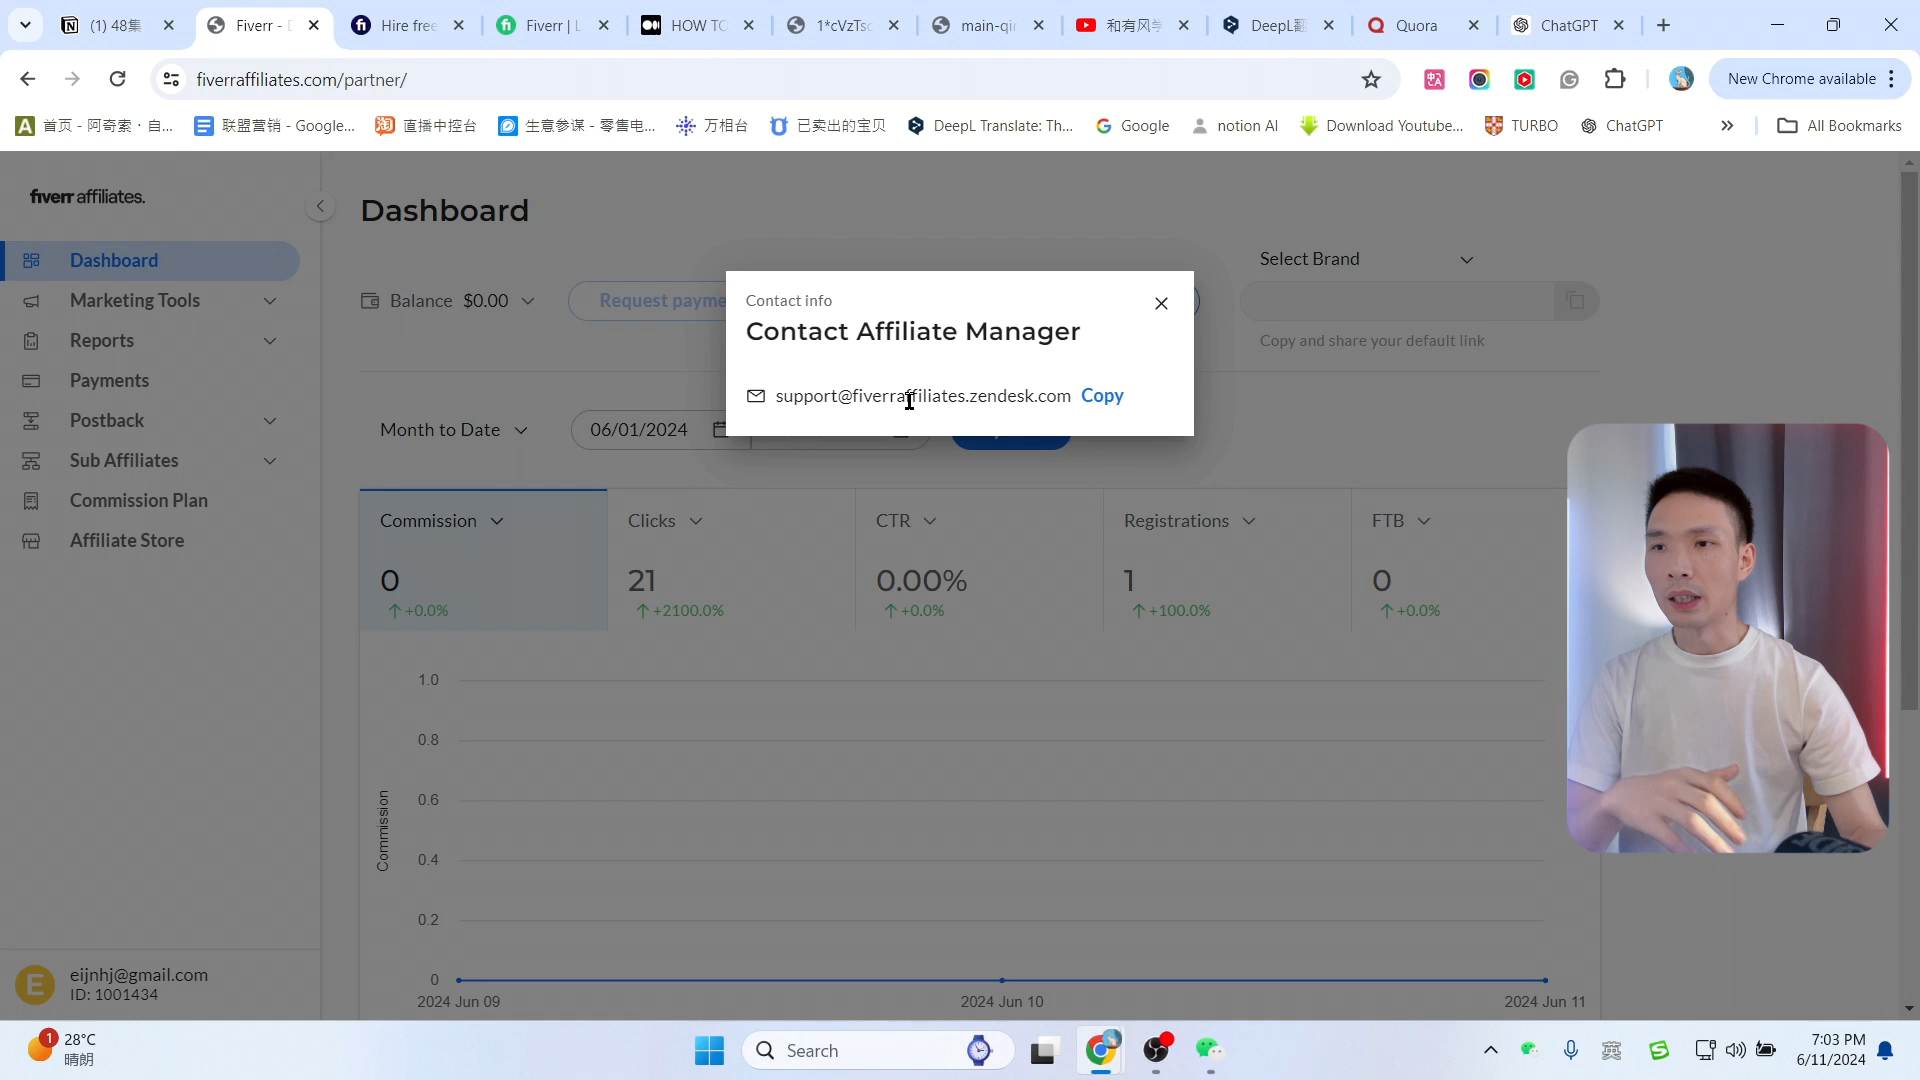 (1) 48集
Fiverr - D
Hire free
Fiverr | L
HOW TO
1*cVzTsc
main-qir
和有风学
DeepL翻
Quora
ChatGPT
fiverraffiliates.com/partner/
New Chrome available
首页 - 阿奇索 · 自...
联盟营销 - Google...
直播中控台
生意参谋 - 零售电...
万相台
已卖出的宝贝
DeepL Translate: Th...
Google
notion AI
Download Youtube...
TURBO
ChatGPT
All Bookmarks
fiverr affiliates.
Dashboard
Marketing Tools
Reports
Payments
Postback
Sub Affiliates
Commission Plan
Affiliate Store
eijnhj@gmail.com
ID: 1001434
Dashboard
Balance $0.00
Request payme
Select Brand
Copy and share your default link
Contact info
Contact Affiliate Manager
support@fiverraffiliates.zendesk.com Copy
Month to Date
06/01/2024
Commission
0
+0.0%
Clicks
21
+2100.0%
CTR
0.00%
+0.0%
Registrations
1
+100.0%
FTB
0
+0.0%
Commission
1.0
0.8
0.6
0.4
0.2
0
2024 Jun 09
2024 Jun 10
2024 Jun 11
1
28°C
晴朗
Search
英
7:03 PM
6/11/2024